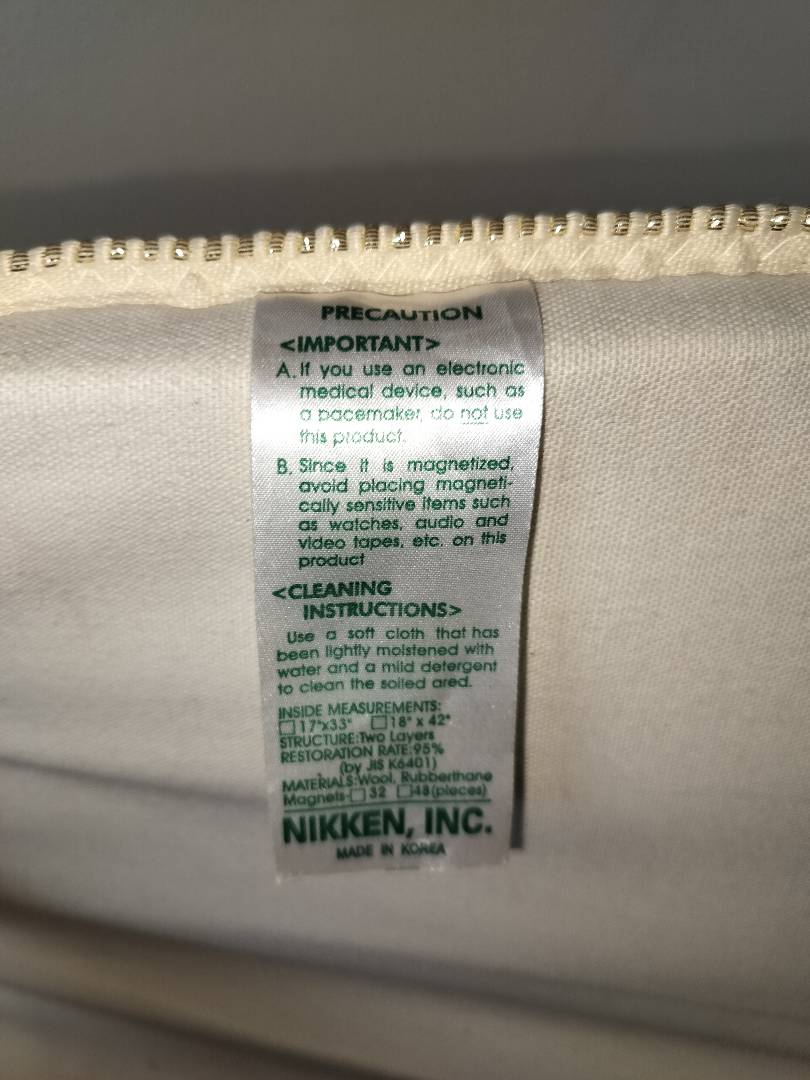 PRECAUTION
<IMPORTANT>
A. If you use an electronic
medical device, such as
a pacemaker, do not use
this product.
B. Since it is magnetized,
avoid placing magneti-
cally sensitive items such
as watches, audio and
video tapes, etc. on this
product
<CLEANING
INSTRUCTIONS>
Use a soft cloth that has
been lightly moistened with
water and a mild detergent
to clean the soiled area.
INSIDE MEASUREMENTS:
☐ 17"x33" ☐ 18" x 42"
STRUCTURE:Two Layers
RESTORATION RATE:95%
(by JIS K6401)
MATERIALS:Wool, Rubberthane
Magnets-☐ 32 ☐48(pieces)
NIKKEN, INC.
MADE IN KOREA